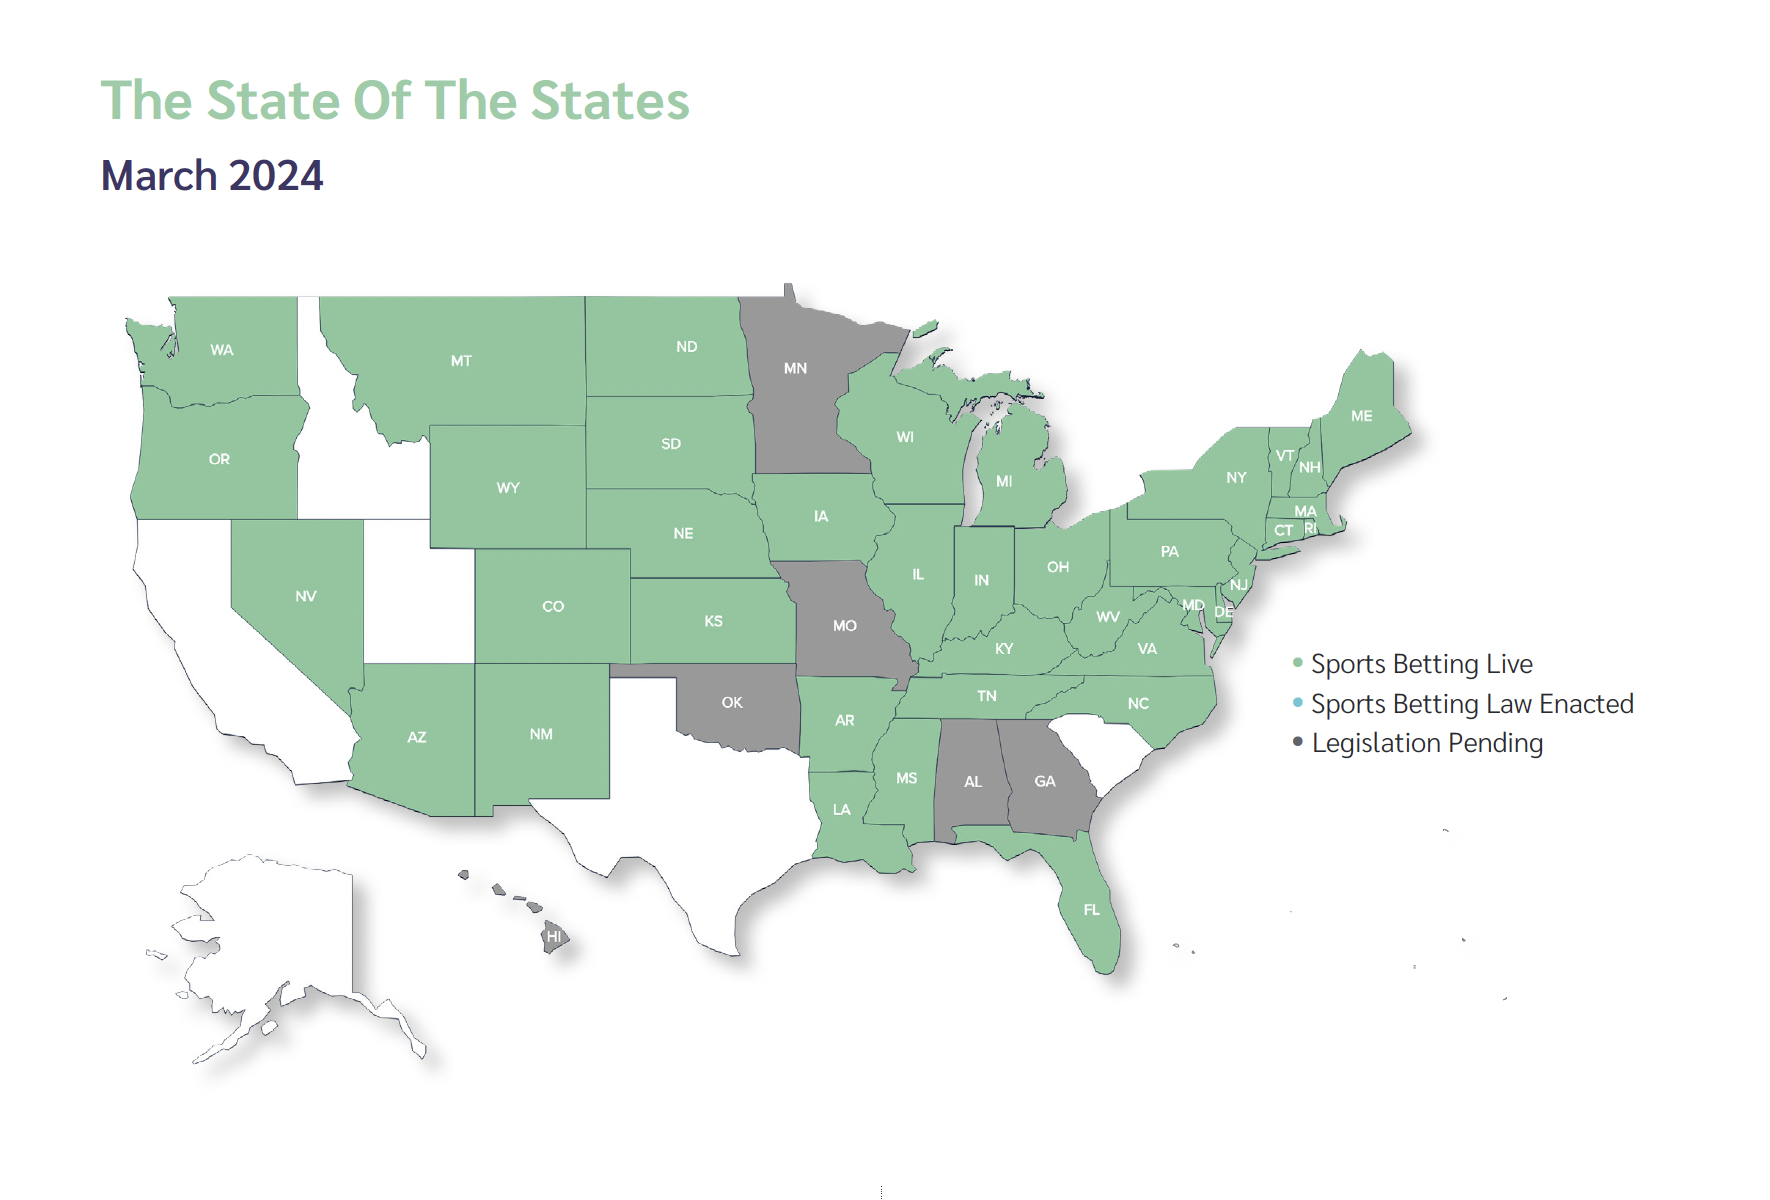 The State Of The States
March 2024
WA
MT
ND
MN
OR
WY
SD
WI
MI
NY
VT
NH
ME
MA
CT
RI
IA
NE
NV
CO
KS
MO
IL
IN
OH
PA
NJ
MD
DE
WV
VA
KY
TN
NC
AZ
NM
OK
AR
MS
AL
GA
LA
FL
HI
Sports Betting Live
Sports Betting Law Enacted
Legislation Pending